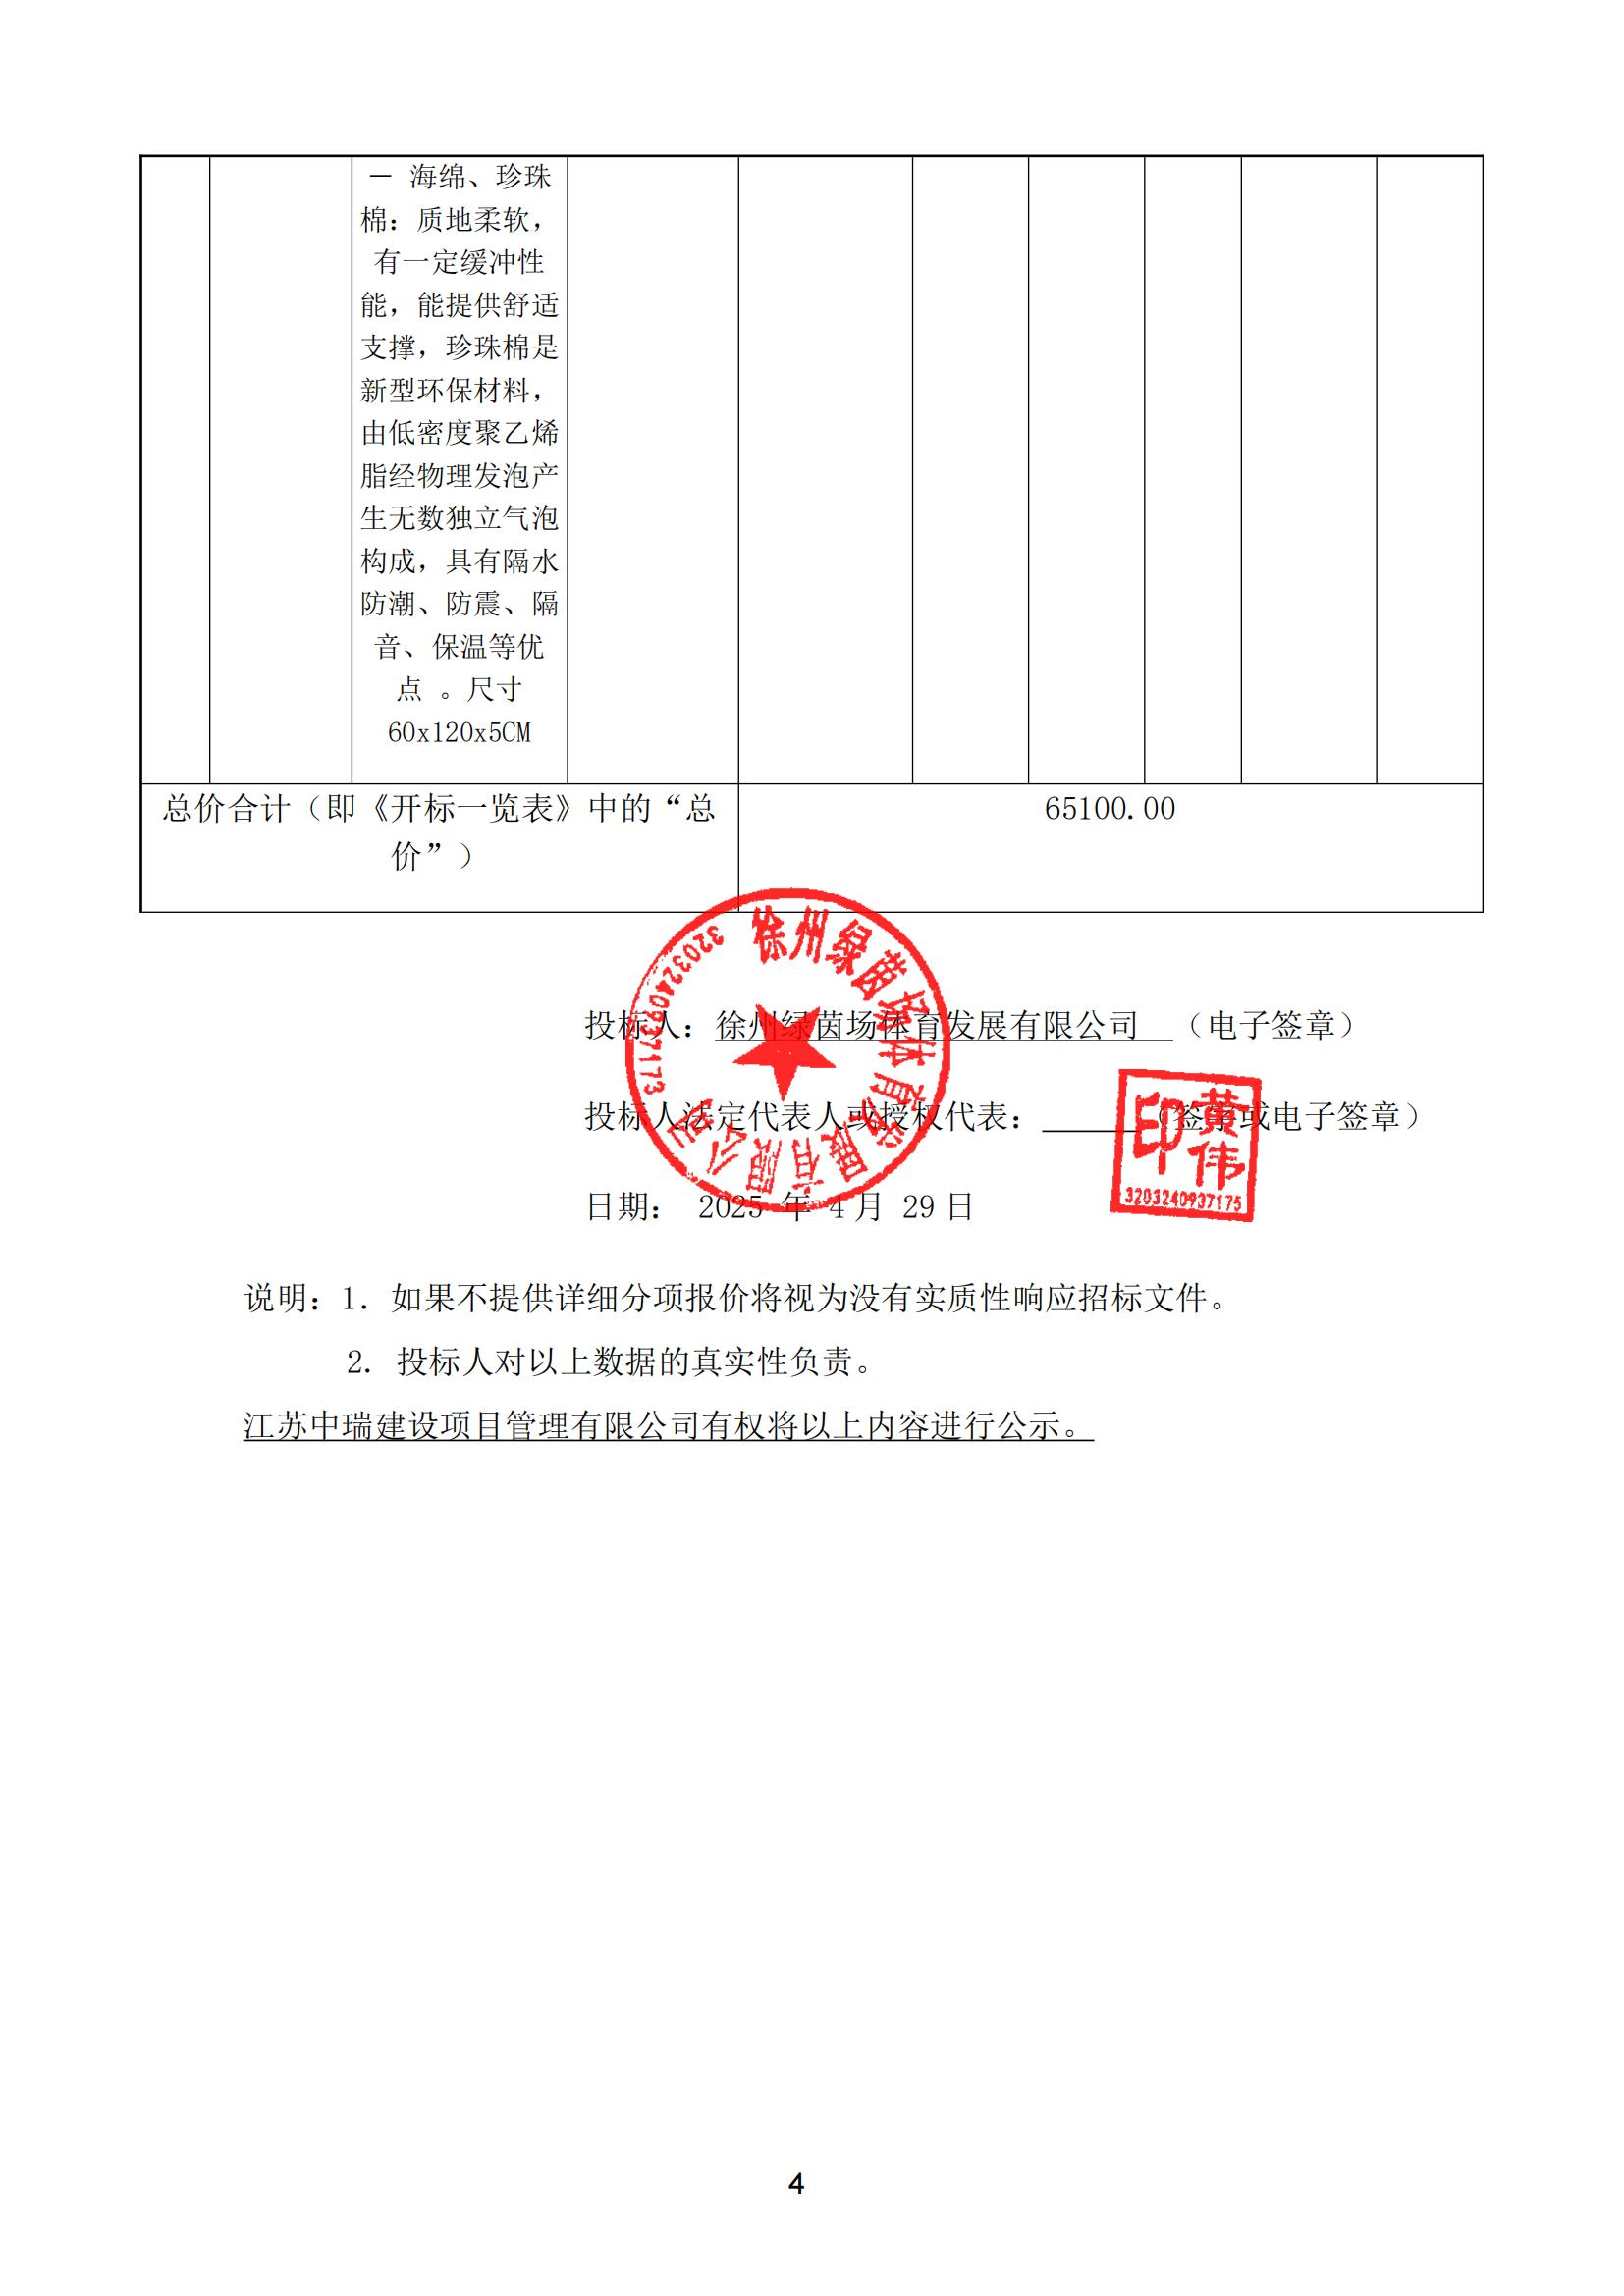 — 海绵、珍珠
棉：质地柔软，
有一定缓冲性
能，能提供舒适
支撑，珍珠棉是
新型环保材料，
由低密度聚乙烯
脂经物理发泡产
生无数独立气泡
构成，具有隔水
防潮、防震、隔
音、保温等优
点 。尺寸
60x120x5CM
总价合计（即《开标一览表》中的“总
价”）
65100.00
投标人：徐州绿茵场体育发展有限公司 （电子签章）
徐州绿茵场体育发展有限公司
3203240937173
投标人法定代表人或授权代表：（签字或电子签章）
黄伟印
3203240937175
日期： 2025 年 4 月 29 日
说明：1. 如果不提供详细分项报价将视为没有实质性响应招标文件。
2. 投标人对以上数据的真实性负责。
江苏中瑞建设项目管理有限公司有权将以上内容进行公示。
4